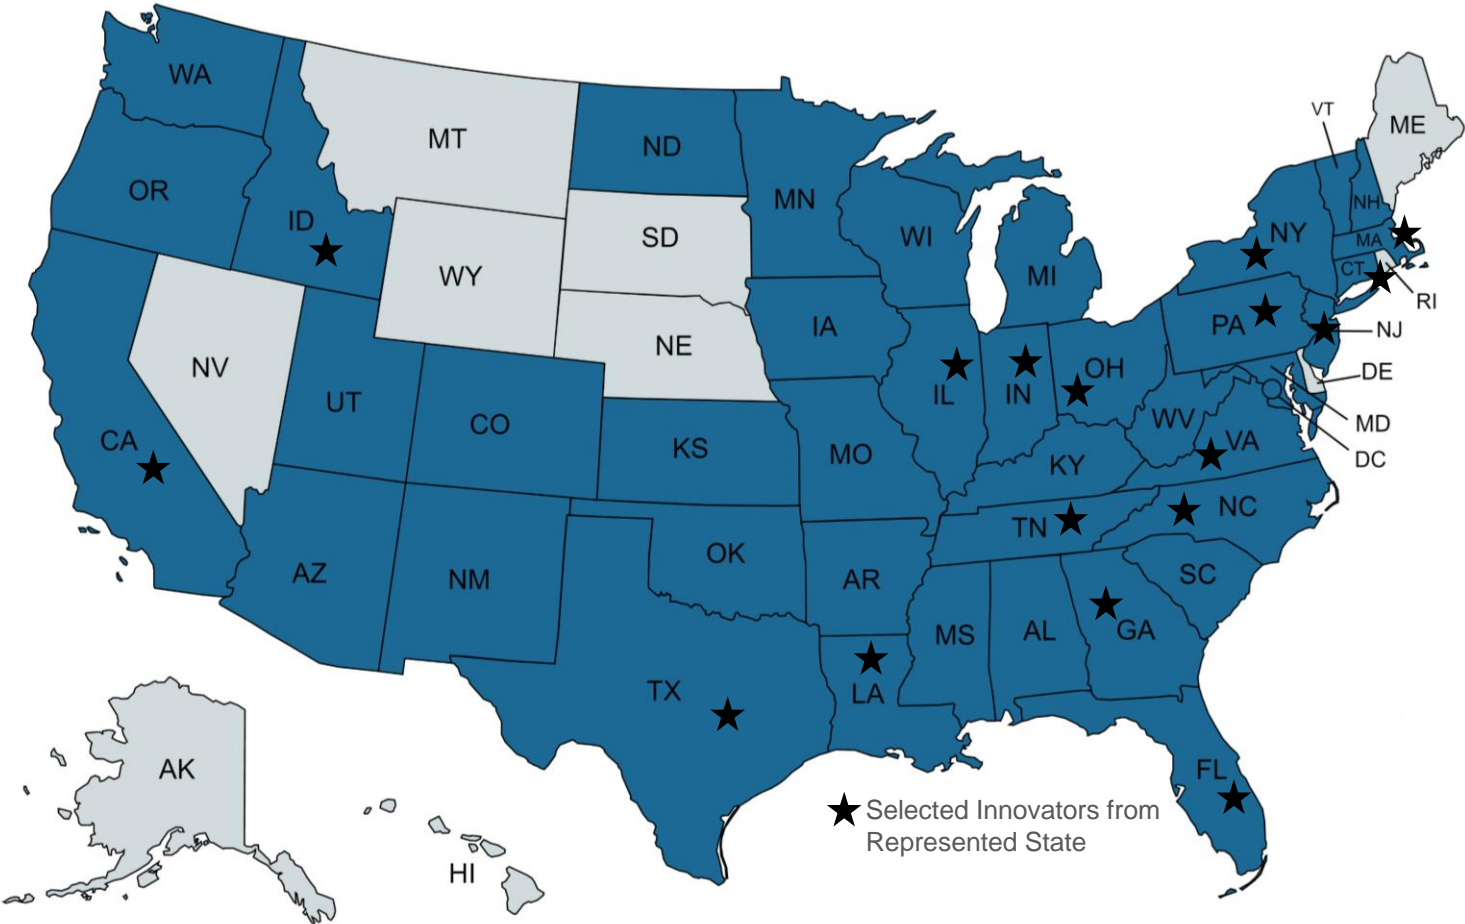 WA
MT
ND
MN
VT
ME
OR
ID
SD
WI
MI
NY
NH
MA
CT
RI
WY
IA
NE
PA
NJ
NV
UT
CO
IL
IN
OH
DE
CA
KS
MO
WV
VA
MD
DC
KY
AZ
NM
OK
AR
TN
NC
SC
MS
AL
GA
TX
LA
FL
AK
HI
Selected Innovators from
Represented State